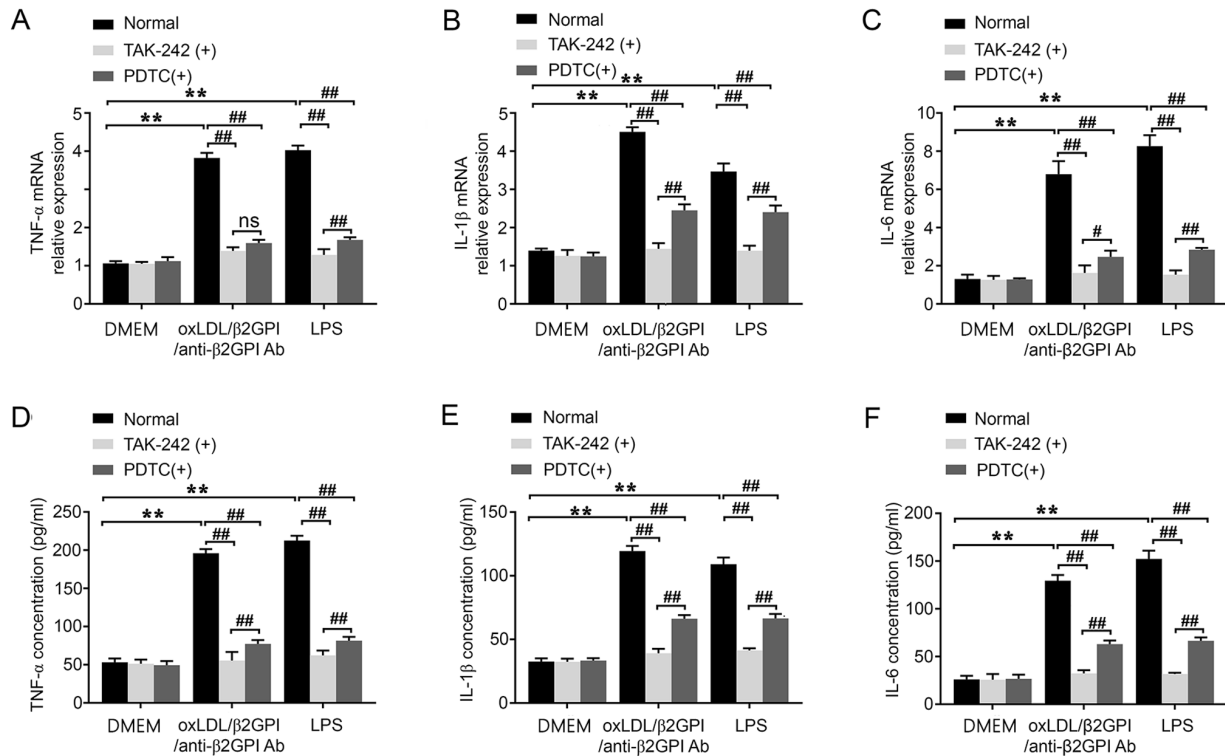 A
Normal
TAK-242 (+)
PDTC(+)
** ##
** ## ##
##
ns ##
5
4
3
2
1
0
TNF-α mRNA
relative expression
DMEM oxLDL/β2GPI LPS
/anti-β2GPI Ab
B
Normal
TAK-242 (+)
PDTC(+)
** ##
** ## ##
##
## ##
5
4
3
2
1
0
IL-1β mRNA
relative expression
DMEM oxLDL/β2GPI LPS
/anti-β2GPI Ab
C
Normal
TAK-242 (+)
PDTC(+)
** ##
** ## ##
##
# ##
8
6
4
2
0
IL-6 mRNA
relative expression
DMEM oxLDL/β2GPI LPS
/anti-β2GPI Ab
D
Normal
TAK-242 (+)
PDTC(+)
** ##
** ## ##
##
## ##
250
200
150
100
50
0
TNF-α concentration (pg/ml)
DMEM oxLDL/β2GPI LPS
/anti-β2GPI Ab
E
Normal
TAK-242 (+)
PDTC(+)
** ##
** ## ##
##
## ##
150
100
50
0
IL-1β concentration (pg/ml)
DMEM oxLDL/β2GPI LPS
/anti-β2GPI Ab
F
Normal
TAK-242 (+)
PDTC(+)
** ##
** ## ##
##
## ##
200
150
100
50
0
IL-6 concentration (pg/ml)
DMEM oxLDL/β2GPI LPS
/anti-β2GPI Ab